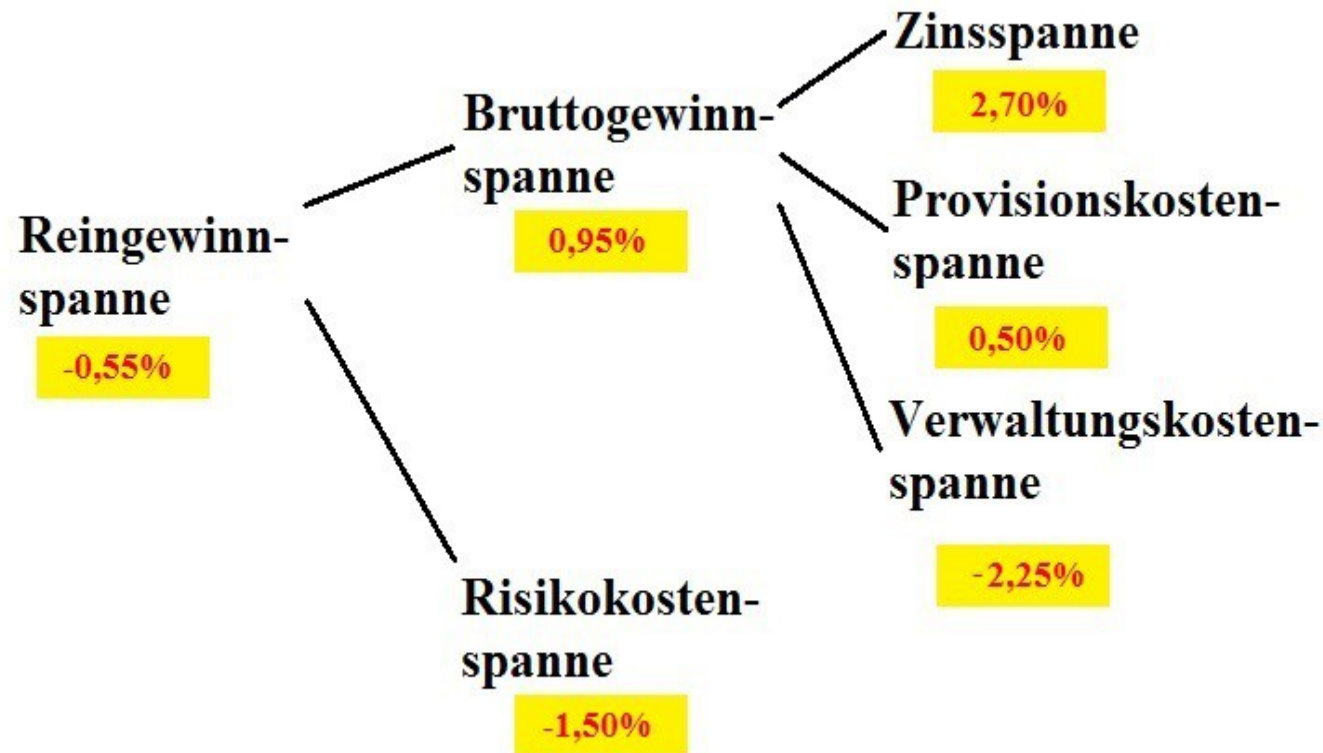 Zinsspanne
2,70%
Bruttogewinn-
spanne
0,95%
Provisionskosten-
spanne
0,50%
Reingewinn-
spanne
-0,55%
Verwaltungskosten-
spanne
-2,25%
Risikokosten-
spanne
-1,50%